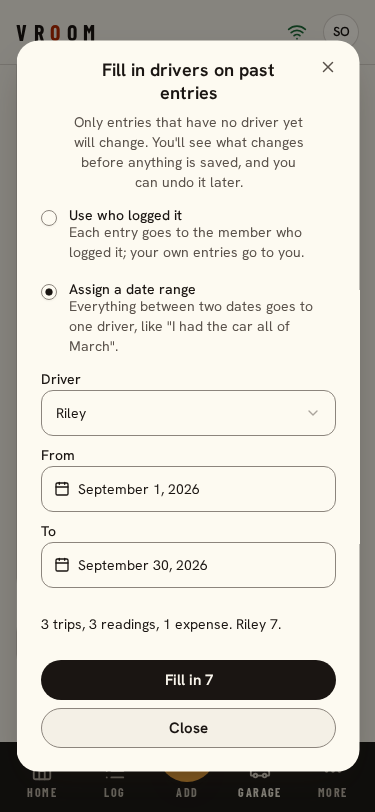 VROOM
SO
Fill in drivers on past
entries
Only entries that have no driver yet
will change. You'll see what changes
before anything is saved, and you
can undo it later.
Use who logged it
Each entry goes to the member who
logged it; your own entries go to you.
Assign a date range
Everything between two dates goes to
one driver, like "I had the car all of
March".
Driver
Riley
From
September 1, 2026
To
September 30, 2026
3 trips, 3 readings, 1 expense. Riley 7.
Fill in 7
Close
HOME
LOG
ADD
GARAGE
MORE